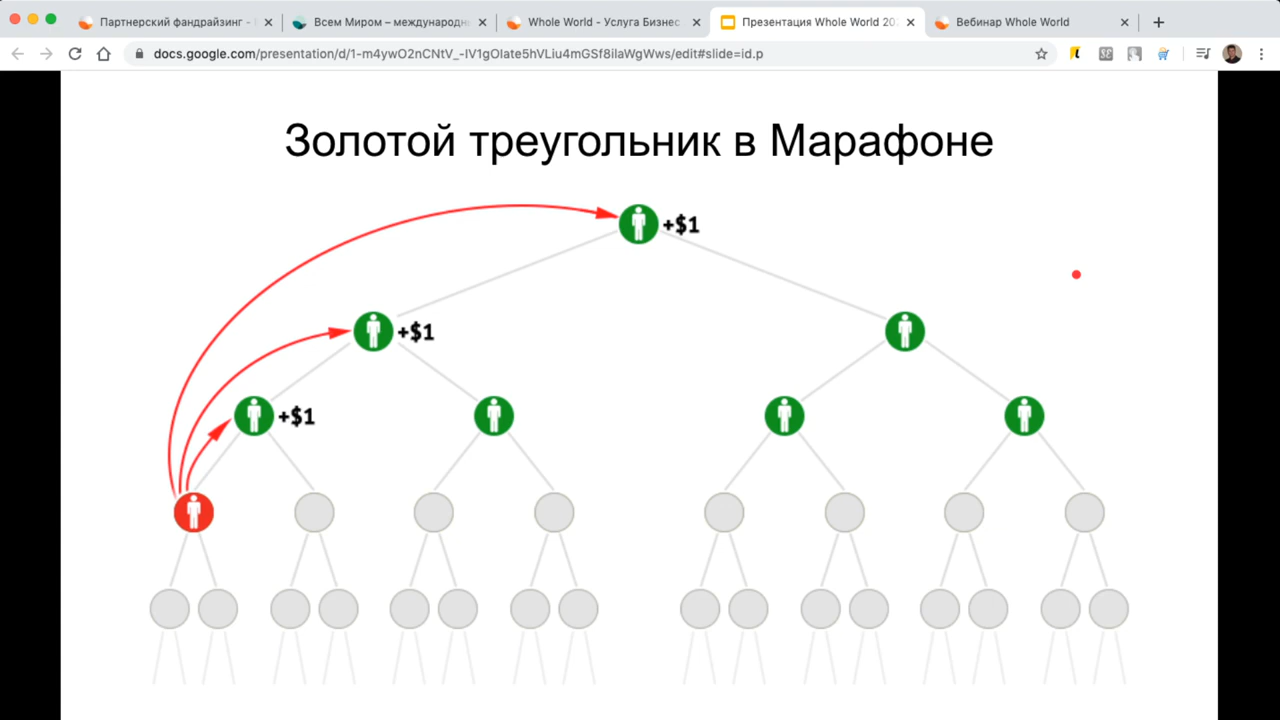 Партнерский фандрайзинг -
Всем Миром – международн
Whole World - Услуга Бизнес
Презентация Whole World 20
Вебинар Whole World
docs.google.com/presentation/d/1-m4ywO2nCNtV_-IV1gOIate5hVLiu4mGSf8ilaWgWws/edit#slide=id.p
Золотой треугольник в Марафоне
+$1
+$1
+$1